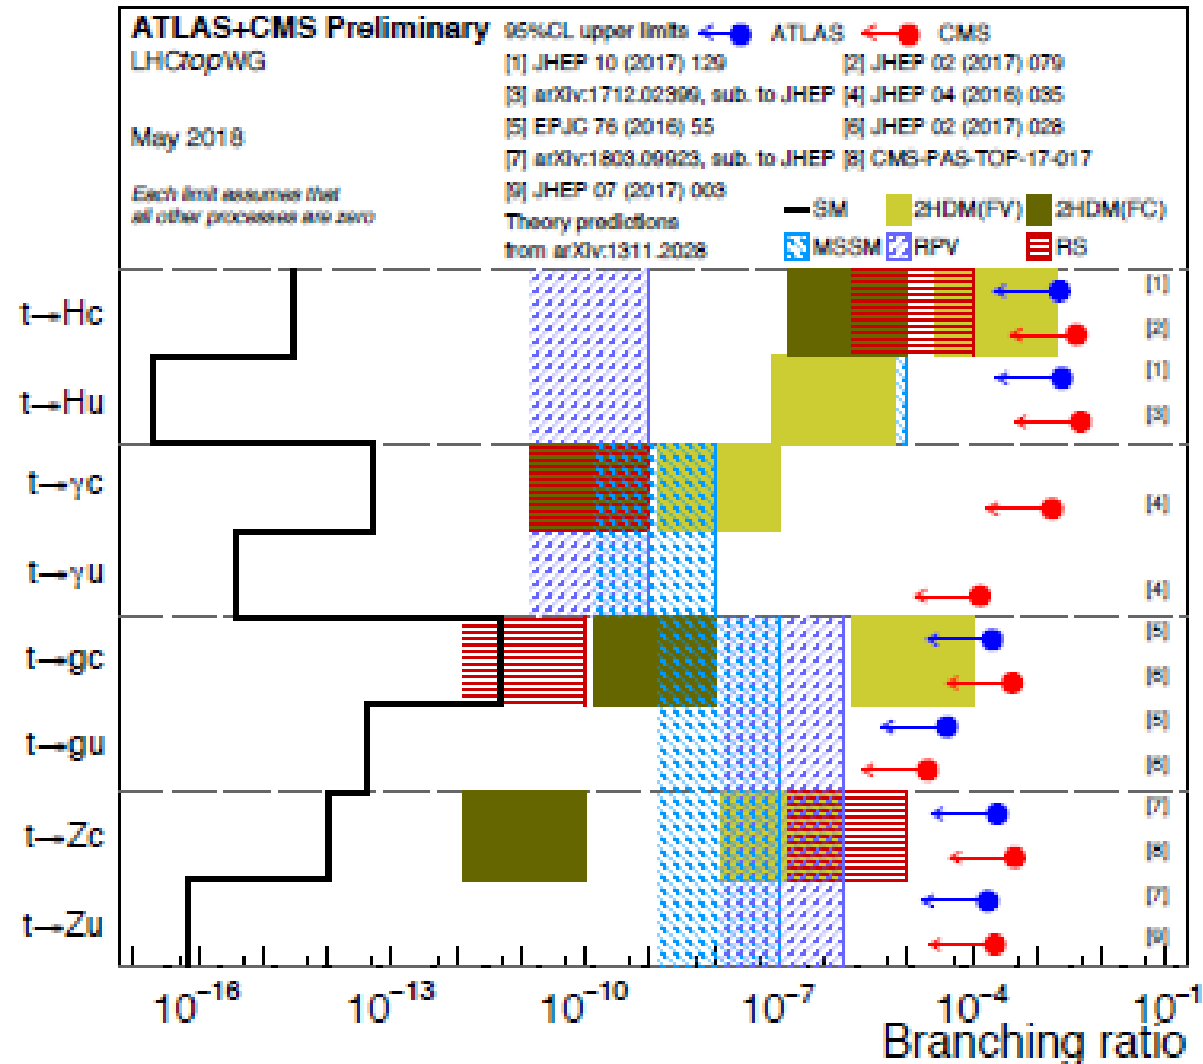 ATLAS+CMS Preliminary
LHCtopWG
May 2018
Each limit assumes that
all other processes are zero
95%CL upper limits ATLAS CMS
[1] JHEP 10 (2017) 129 [2] JHEP 02 (2017) 079
[3] arXiv:1712.02399, sub. to JHEP [4] JHEP 04 (2016) 035
[5] EPJC 76 (2016) 55 [6] JHEP 02 (2017) 028
[7] arXiv:1803.09923, sub. to JHEP [8] CMS-PAS-TOP-17-017
[9] JHEP 07 (2017) 003
Theory predictions
from arXiv:1311.2028
SM 2HDM(FV) 2HDM(FC)
MSSM RPV RS
t→Hc [1]
[2]
t→Hu [1]
[3]
t→γc [4]
t→γu [4]
t→gc [5]
[6]
t→gu [5]
[6]
t→Zc [7]
[8]
t→Zu [7]
[9]
10⁻¹⁶ 10⁻¹³ 10⁻¹⁰ 10⁻⁷ 10⁻⁴ 10⁻¹
Branching ratio